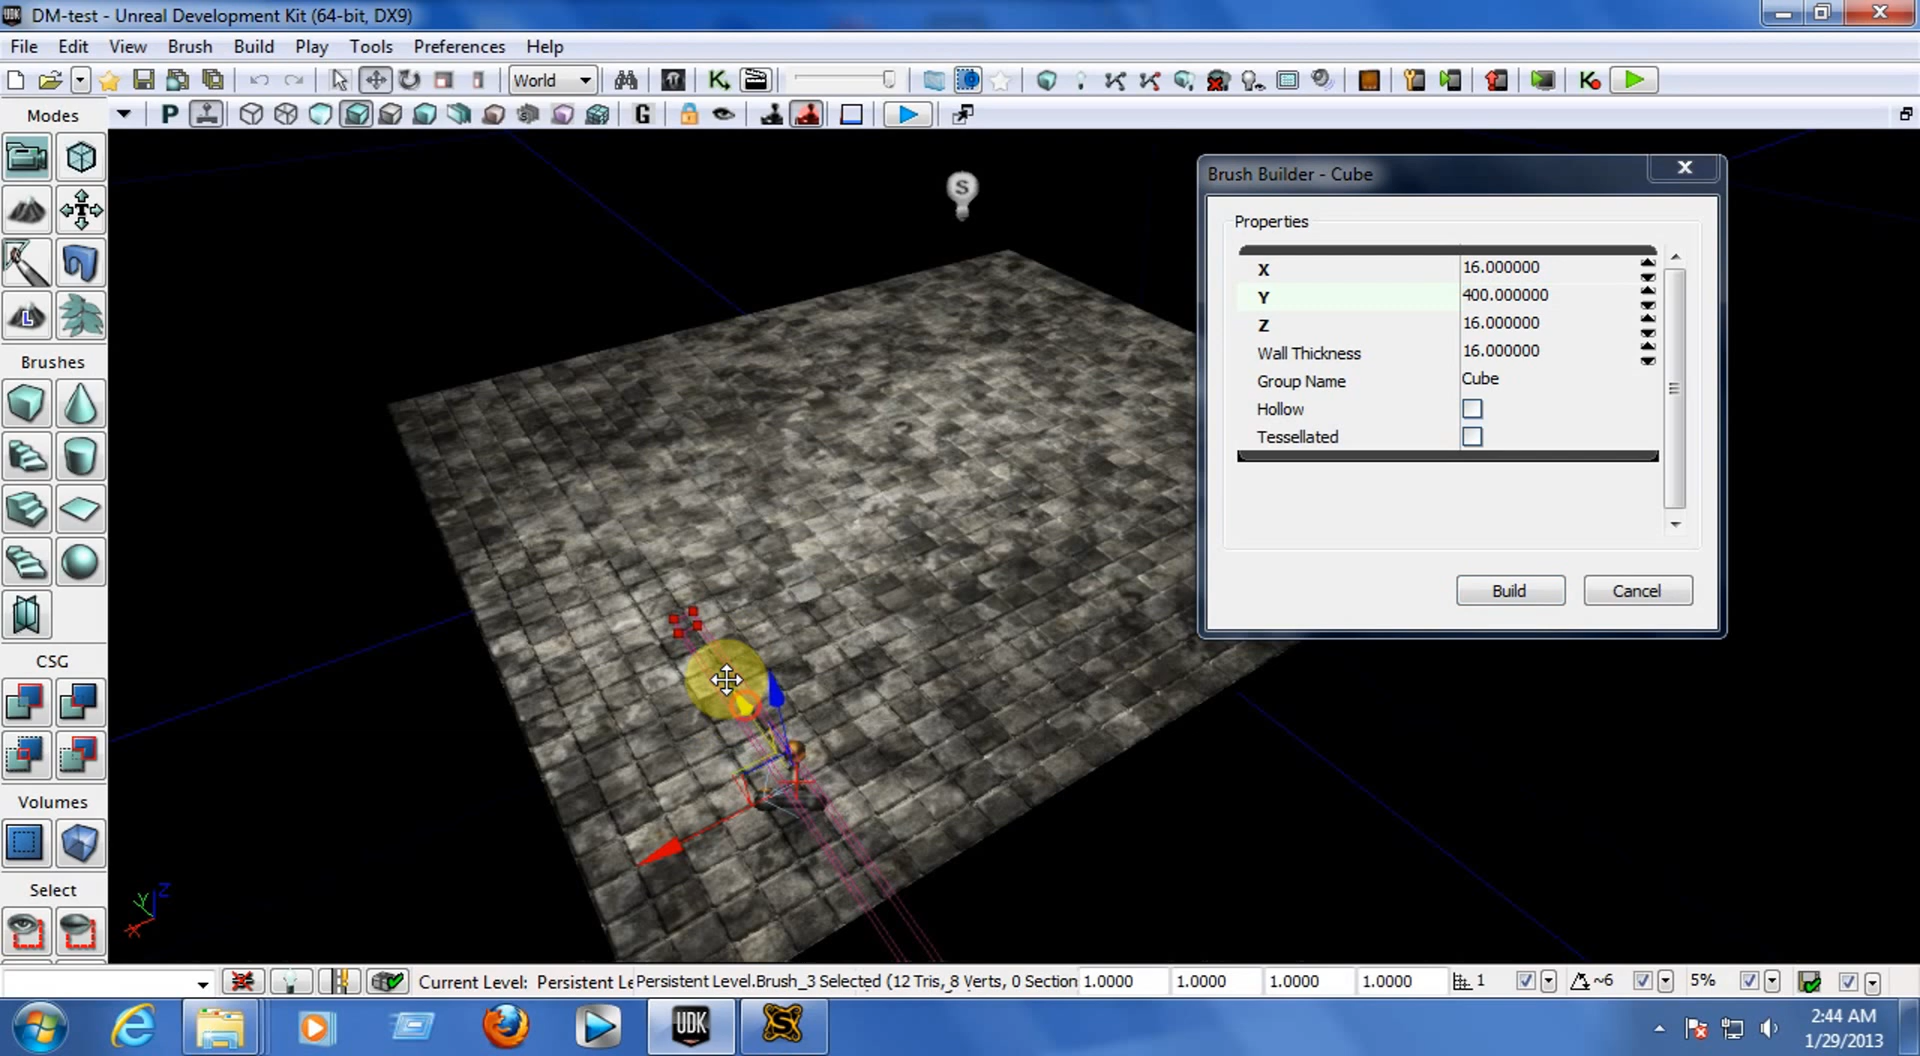 DM-test - Unreal Development Kit (64-bit, DX9)
File Edit View Brush Build Play Tools Preferences Help
World
Modes
P
G
S
Brush Builder - Cube
Properties
X 16.000000
Y 400.000000
Z 16.000000
Wall Thickness 16.000000
Group Name Cube
Hollow
Tessellated
Build Cancel
L
Brushes
CSG
Volumes
Select
Y Z
X
Current Level: Persistent Le Persistent Level.Brush_3 Selected (12 Tris, 8 Verts, 0 Section 1.0000 1.0000 1.0000 1.0000 1 ~6 5%
UDK
2:44 AM
1/29/2013